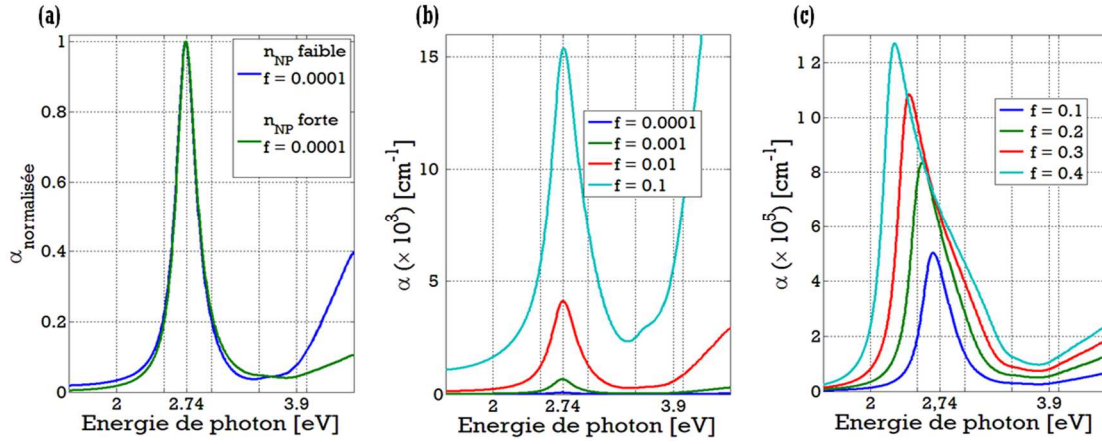 (a)
α normalisée
1
0.8
0.6
0.4
0.2
0
n NP faible
f = 0.0001
n NP forte
f = 0.0001
2
2.74
3.9
Energie de photon [eV]
(b)
α (× 10³) [cm⁻¹]
15
10
5
0
f = 0.0001
f = 0.001
f = 0.01
f = 0.1
2
2.74
3.9
Energie de photon [eV]
(c)
α (× 10⁵) [cm⁻¹]
12
10
8
6
4
2
0
f = 0.1
f = 0.2
f = 0.3
f = 0.4
2
2,74
3.9
Energie de photon [eV]